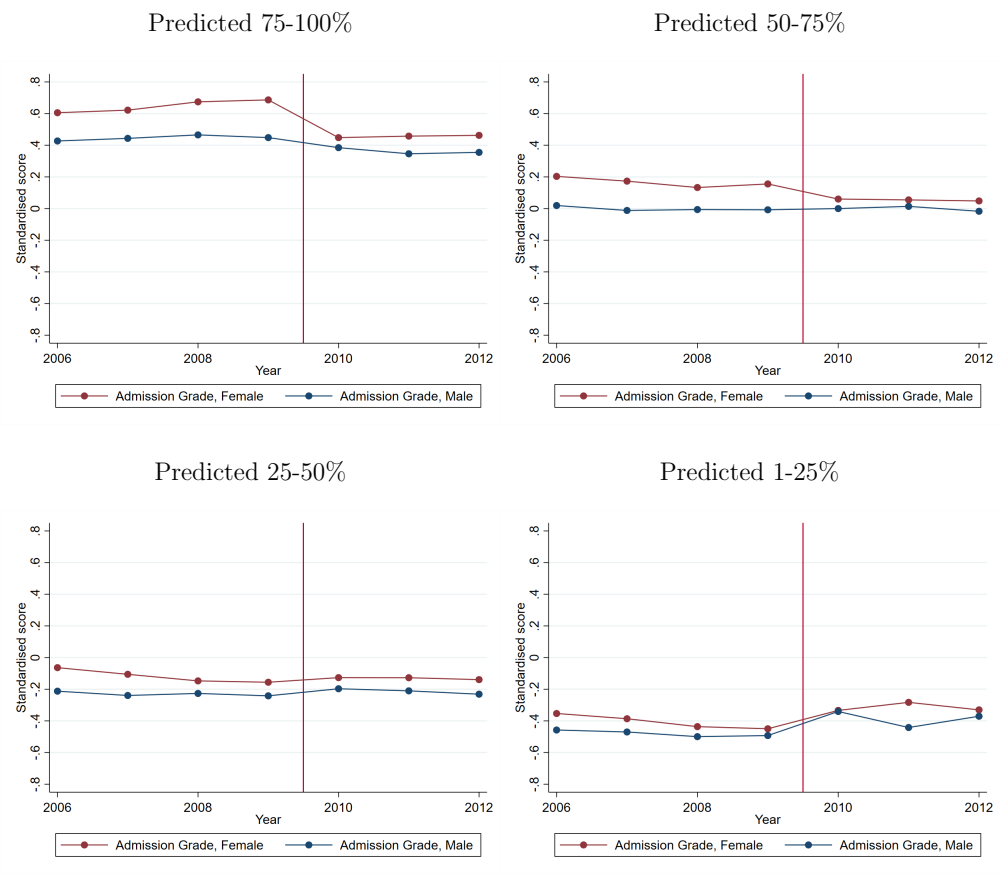 Predicted 75-100%
Standardised score
.8
.6
.4
.2
0
-.2
-.4
-.6
-.8
2006 2008 2010 2012
Year
Admission Grade, Female Admission Grade, Male
Predicted 50-75%
Standardised score
.8
.6
.4
.2
0
-.2
-.4
-.6
-.8
2006 2008 2010 2012
Year
Admission Grade, Female Admission Grade, Male
Predicted 25-50%
Standardised score
.8
.6
.4
.2
0
-.2
-.4
-.6
-.8
2006 2008 2010 2012
Year
Admission Grade, Female Admission Grade, Male
Predicted 1-25%
Standardised score
.8
.6
.4
.2
0
-.2
-.4
-.6
-.8
2006 2008 2010 2012
Year
Admission Grade, Female Admission Grade, Male